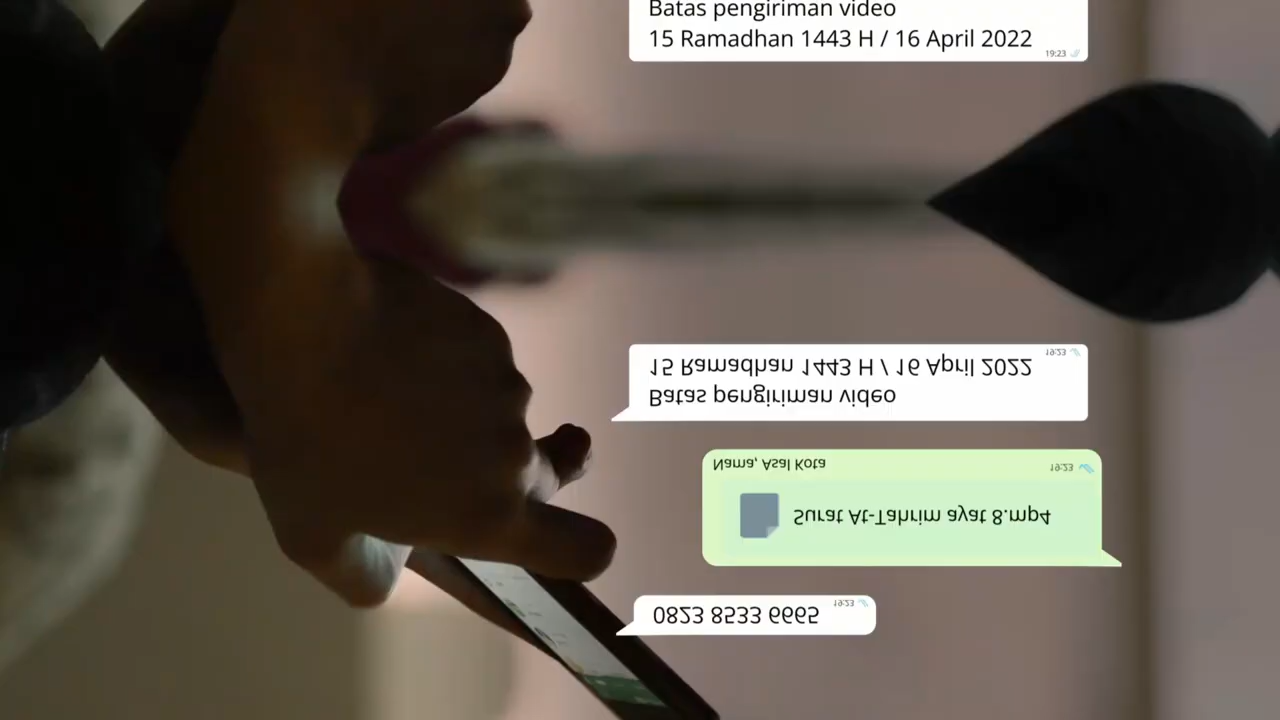 Batas pengiriman video
15 Ramadhan 1443 H / 16 April 2022
19:23
15 Ramadhan 1443 H / 16 April 2022
19:23
Batas pengiriman video
Nama, Asal Kota
19:23
Surat At-Tahrim ayat 8.mp4
0823 8533 6665
19:23